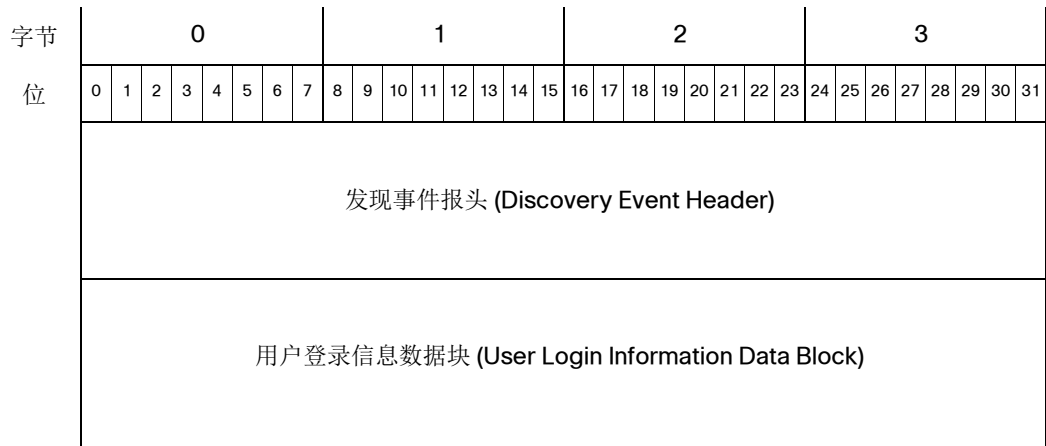 字节 0 1 2 3
位 0 1 2 3 4 5 6 7 8 9 10 11 12 13 14 15 16 17 18 19 20 21 22 23 24 25 26 27 28 29 30 31
发现事件报头 (Discovery Event Header)
用户登录信息数据块 (User Login Information Data Block)